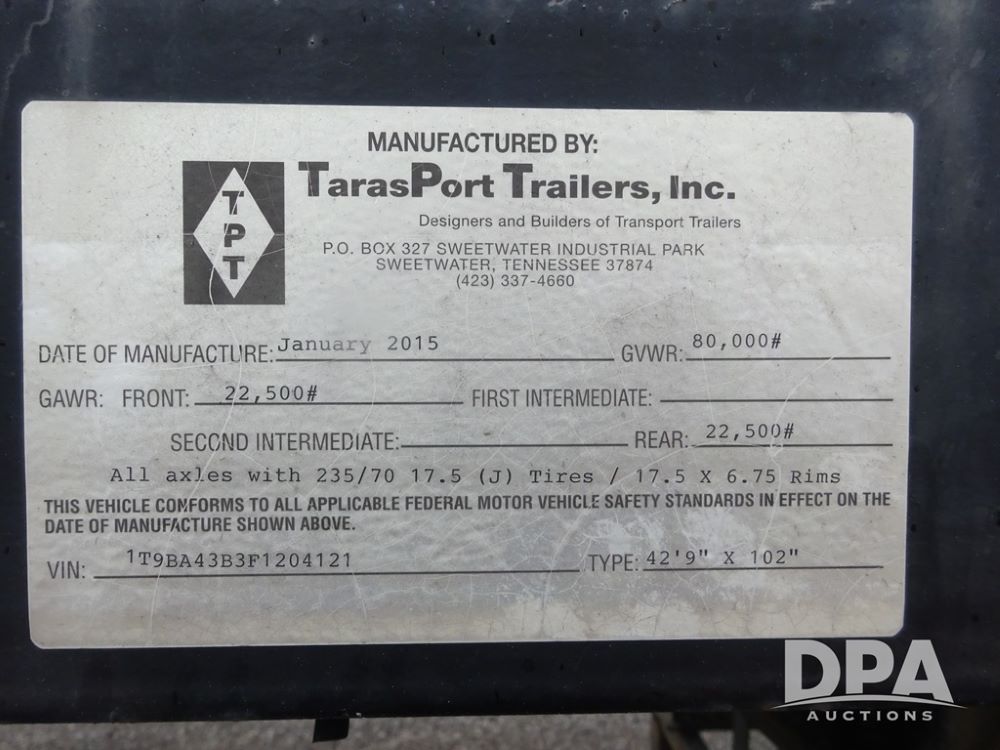 MANUFACTURED BY:
TPT
TarasPort Trailers, Inc.
Designers and Builders of Transport Trailers
P.O. BOX 327 SWEETWATER INDUSTRIAL PARK
SWEETWATER, TENNESSEE 37874
(423) 337-4660
DATE OF MANUFACTURE: January 2015 GVWR: 80,000#
GAWR: FRONT: 22,500# FIRST INTERMEDIATE:
SECOND INTERMEDIATE: REAR: 22,500#
All axles with 235/70 17.5 (J) Tires / 17.5 X 6.75 Rims
THIS VEHICLE CONFORMS TO ALL APPLICABLE FEDERAL MOTOR VEHICLE SAFETY STANDARDS IN EFFECT ON THE
DATE OF MANUFACTURE SHOWN ABOVE.
VIN: 1T9BA43B3F1204121 TYPE: 42'9" X 102"
DPA
AUCTIONS